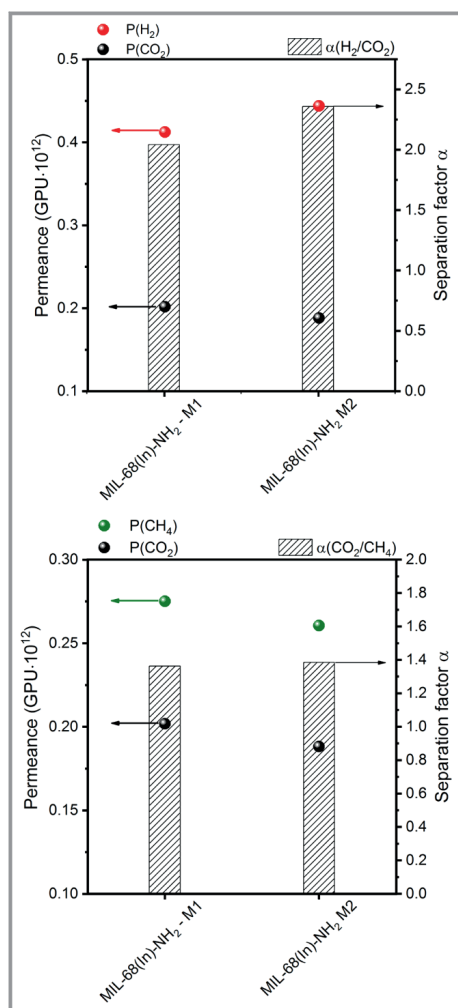 P(H₂)
P(CO₂)
α(H₂/CO₂)
0.5
0.4
0.3
0.2
0.1
Permeance (GPU·10¹²)
2.5
2.0
1.5
1.0
0.5
0.0
Separation factor α
MIL-68(In)-NH₂ - M1
MIL-68(In)-NH₂ M2
P(CH₄)
P(CO₂)
α(CO₂/CH₄)
0.30
0.25
0.20
0.15
0.10
Permeance (GPU·10¹²)
2.0
1.8
1.6
1.4
1.2
1.0
0.8
0.6
0.4
0.2
0.0
Separation factor α
MIL-68(In)-NH₂ - M1
MIL-68(In)-NH₂ M2